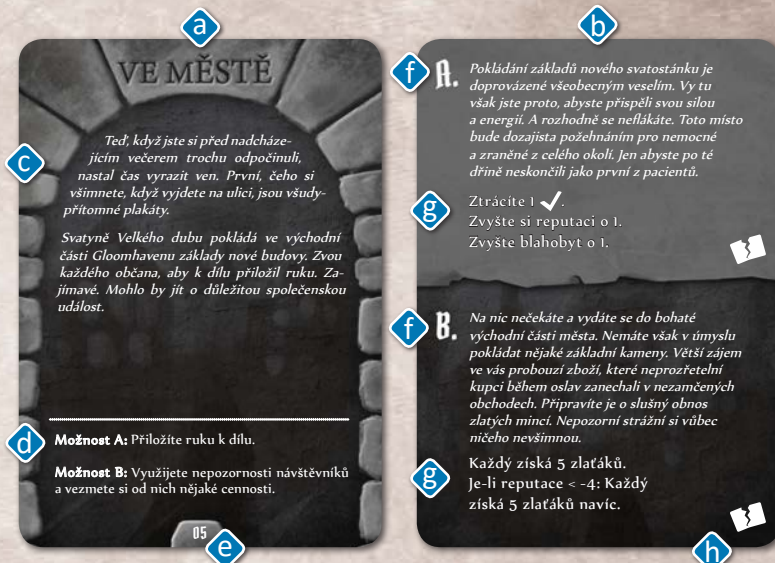 a
b
VE MĚSTĚ
c
Teď, když jste si před nadcháze-
jícím večerem trochu odpočinuli,
nastal čas vyrazit ven. První, čeho si
všimnete, když vyjdete na ulici, jsou všudy-
přítomné plakáty.
Svatyně Velkého dubu pokládá ve východní
části Gloomhavenu základy nové budovy. Zvou
každého občana, aby k dílu přiložil ruku. Za-
jímavé. Mohlo by jít o důležitou společenskou
událost.
d
Možnost A: Přiložíte ruku k dílu.
Možnost B: Využijete nepozornosti návštěvníků
a vezmete si od nich nějaké cennosti.
05
e
f
A.
Pokládání základů nového svatostánku je
doprovázené všeobecným veselím. Vy tu
však jste proto, abyste přispěli svou silou
a energií. A rozhodně se neflákáte. Toto místo
bude dozajista požehnáním pro nemocné
a zraněné z celého okolí. Jen abyste po té
dřině neskončili jako první z pacientů.
g
Ztrácíte 1 ✓.
Zvyšte si reputaci o 1.
Zvyšte blahobyt o 1.
f
B.
Na nic nečekáte a vydáte se do bohaté
východní části města. Nemáte však v úmyslu
pokládat nějaké základní kameny. Větší zájem
ve vás probouzí zboží, které neprozřetelní
kupci během oslav zanechali v nezamčených
obchodech. Připravíte je o slušný obnos
zlatých mincí. Nepozorní strážní si vůbec
ničeho nevšimnou.
g
Každý získá 5 zlaťáků.
Je-li reputace < -4: Každý
získá 5 zlaťáků navíc.
h